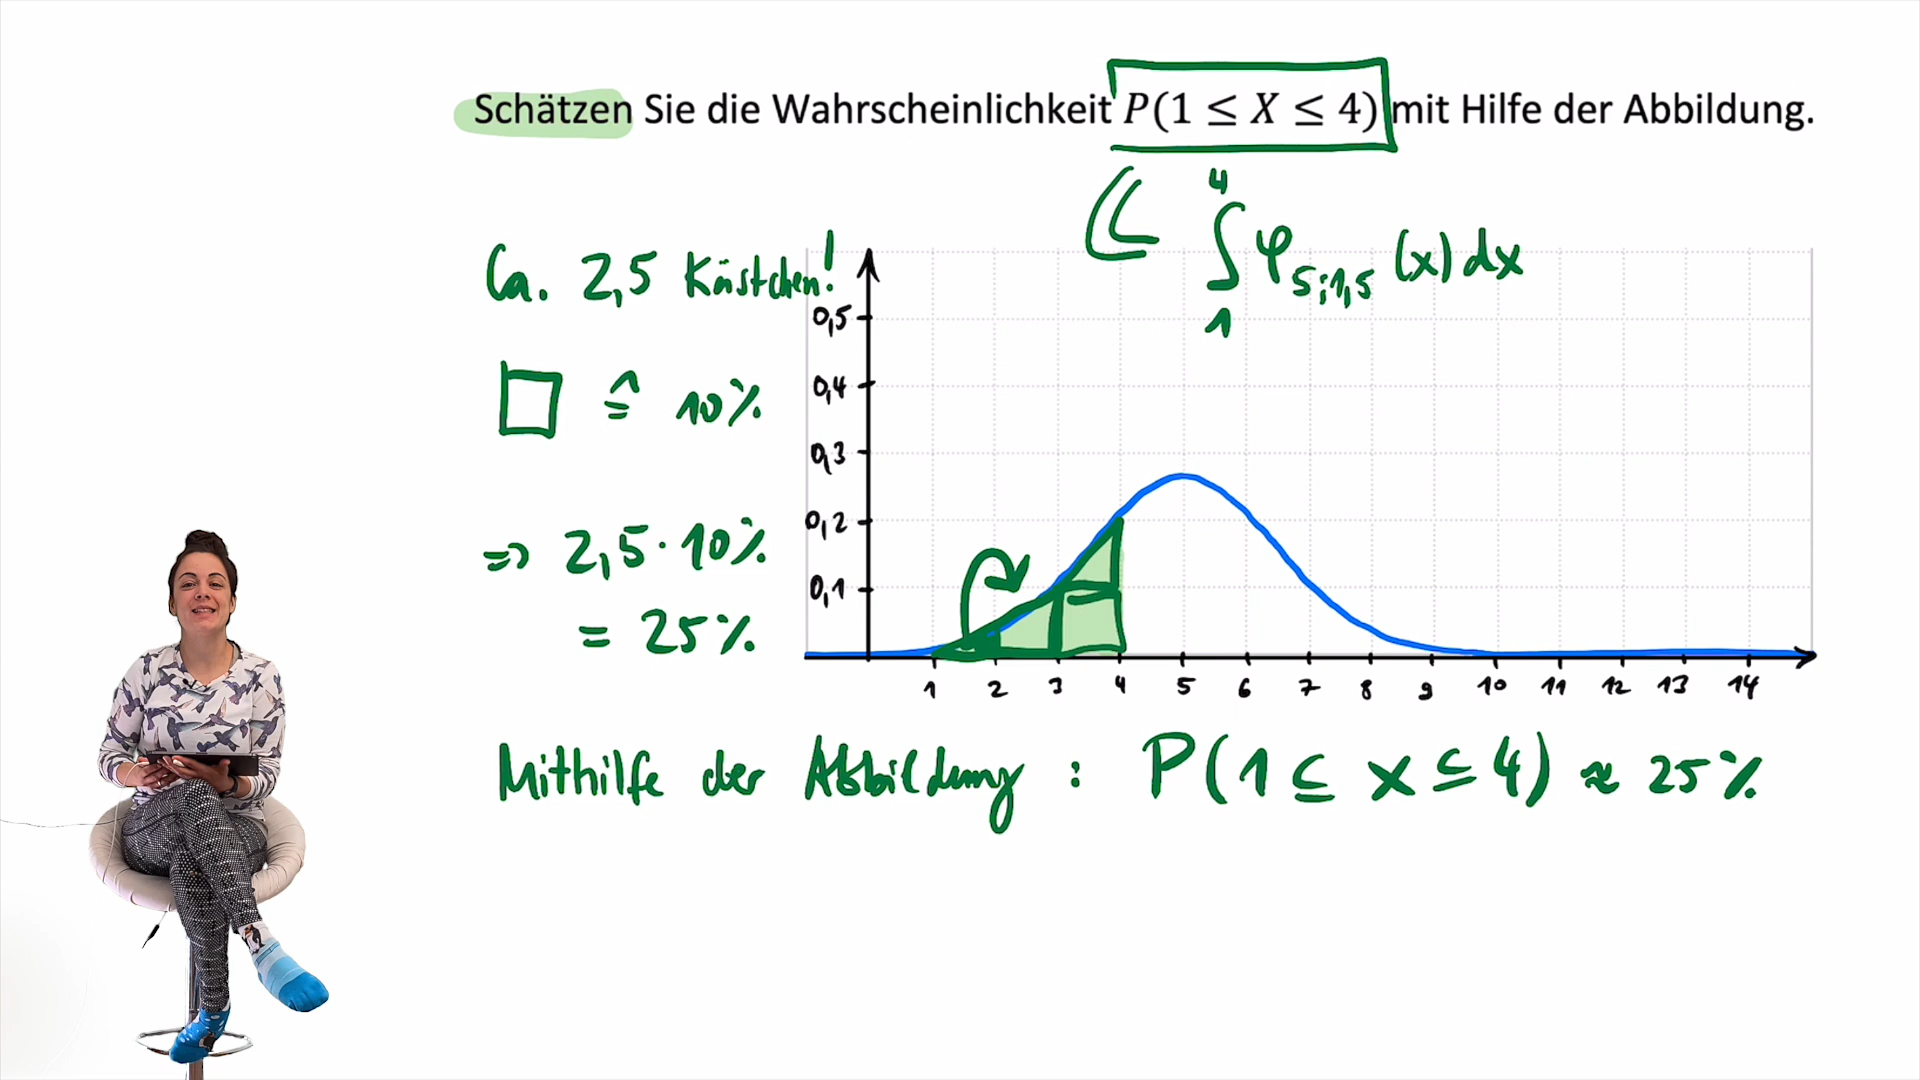 Schätzen Sie die Wahrscheinlichkeit P(1 ≤ X ≤ 4) mit Hilfe der Abbildung.
4
∫ φ5;1,5 (x) dx
1
Ca. 2,5 Kästchen!
□ ≙ 10%
⇒ 2,5 · 10%
= 25%
0,5
0,4
0,3
0,2
0,1
1 2 3 4 5 6 7 8 9 10 11 12 13 14
Mithilfe der Abbildung : P(1 ≤ x ≤ 4) ≈ 25%